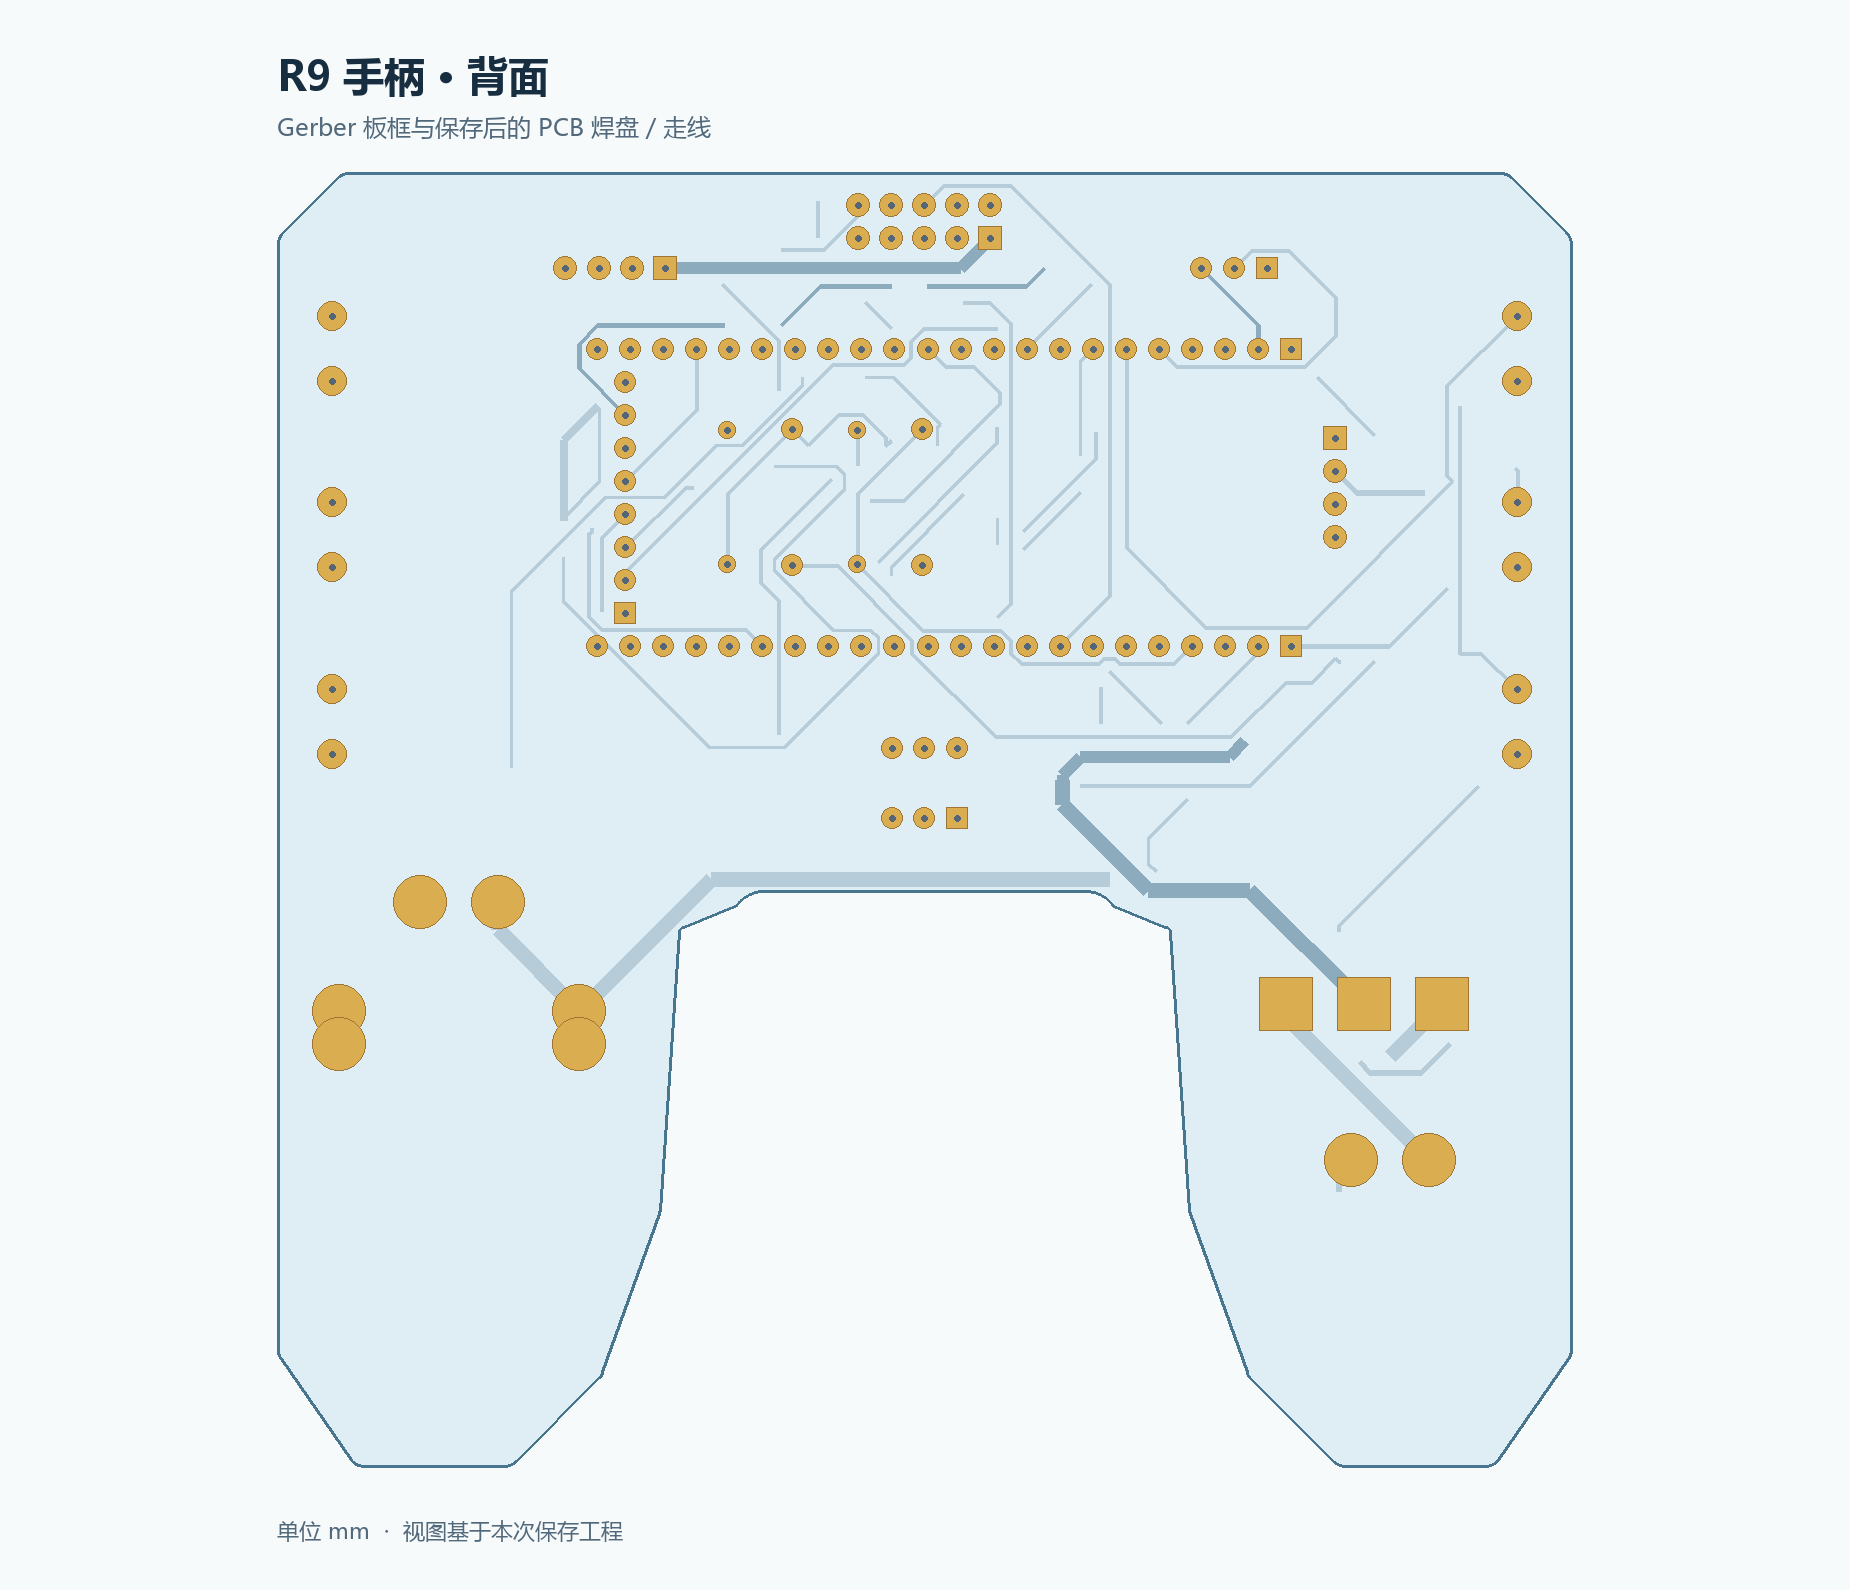 R9 手柄 • 背面
Gerber 板框与保存后的 PCB 焊盘 / 走线
单位 mm · 视图基于本次保存工程